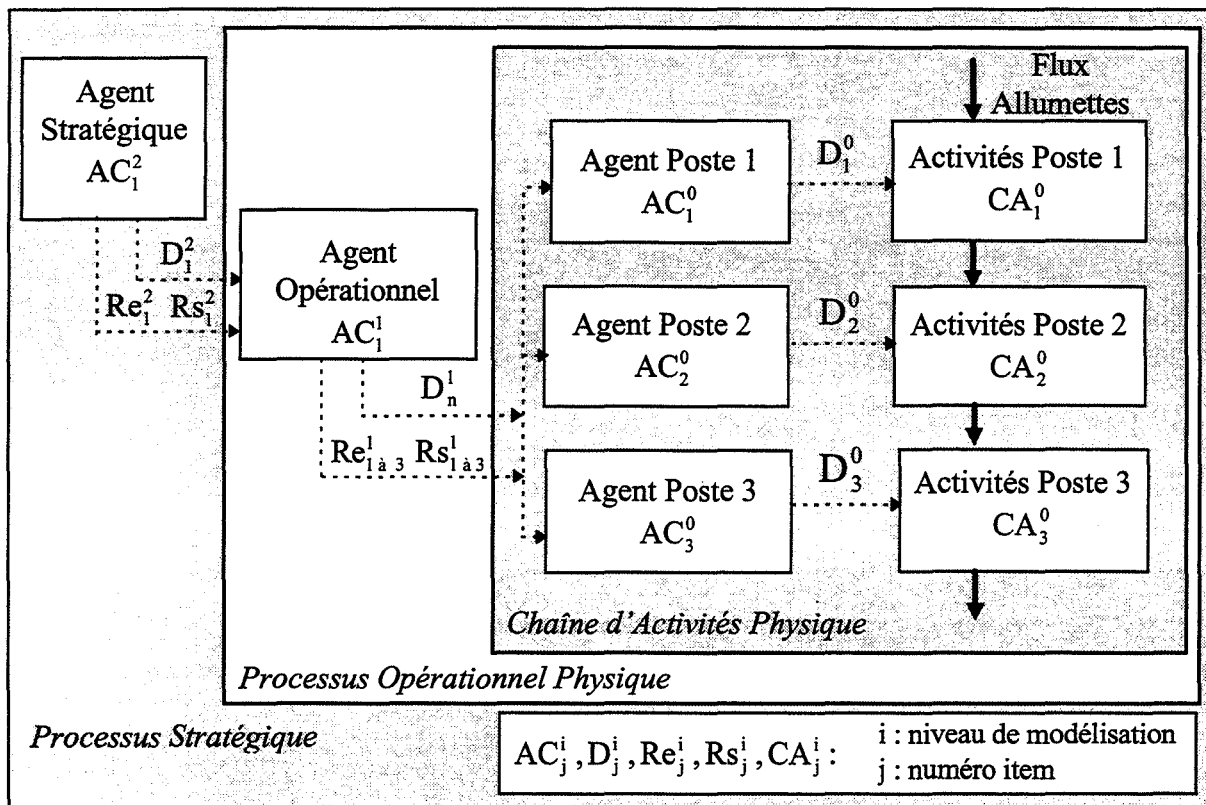 Agent
Stratégique
AC₁²
D₁²
Re₁² Rs₁²
Agent
Opérationnel
AC₁¹
Dₙ¹
Re¹₁ à ₃ Rs¹₁ à ₃
Agent Poste 1
AC₁⁰
D₁⁰
Agent Poste 2
AC₂⁰
D₂⁰
Agent Poste 3
AC₃⁰
D₃⁰
Flux
Allumettes
Activités Poste 1
CA₁⁰
Activités Poste 2
CA₂⁰
Activités Poste 3
CA₃⁰
Chaîne d'Activités Physique
Processus Opérationnel Physique
Processus Stratégique
ACⱼⁱ, Dⱼⁱ, Reⱼⁱ, Rsⱼⁱ, CAⱼⁱ :
i : niveau de modélisation
j : numéro item